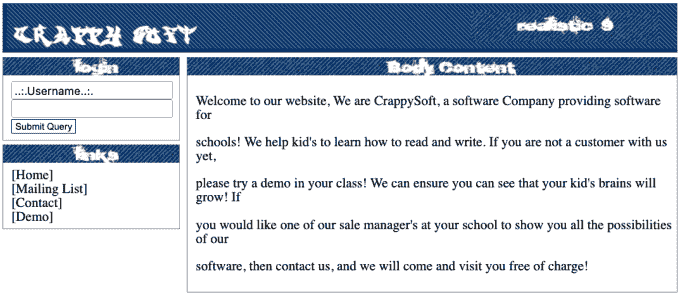 CRAPPY SOFT
realistic 9
login
..:.Username..:.
Submit Query
links
[Home]
[Mailing List]
[Contact]
[Demo]
Body Content
Welcome to our website, We are CrappySoft, a software Company providing software
for
schools! We help kid's to learn how to read and write. If you are not a customer with us
yet,
please try a demo in your class! We can ensure you can see that your kid's brains will
grow! If
you would like one of our sale manager's at your school to show you all the possibilities
of our
software, then contact us, and we will come and visit you free of charge!